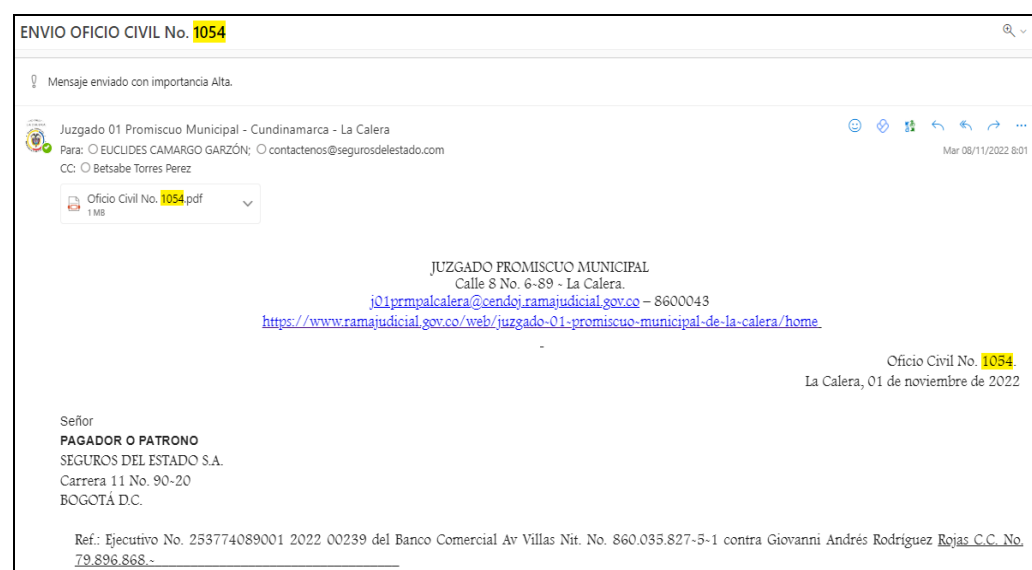 ENVIO OFICIO CIVIL No. 1054
Mensaje enviado con importancia Alta.
Juzgado 01 Promiscuo Municipal - Cundinamarca - La Calera
Para: EUCLIDES CAMARGO GARZÓN; contactenos@segurosdelestado.com
Mar 08/11/2022 8:01
CC: Betsabe Torres Perez
Oficio Civil No. 1054.pdf
1 MB
JUZGADO PROMISCUO MUNICIPAL
Calle 8 No. 6-89 - La Calera.
j01prmpalcalera@cendoj.ramajudicial.gov.co – 8600043
https://www.ramajudicial.gov.co/web/juzgado-01-promiscuo-municipal-de-la-calera/home
-
Oficio Civil No. 1054.
La Calera, 01 de noviembre de 2022
Señor
PAGADOR O PATRONO
SEGUROS DEL ESTADO S.A.
Carrera 11 No. 90-20
BOGOTÁ D.C.
Ref.: Ejecutivo No. 253774089001 2022 00239 del Banco Comercial Av Villas Nit. No. 860.035.827-5-1 contra Giovanni Andrés Rodríguez Rojas C.C. No.
79.896.868.-